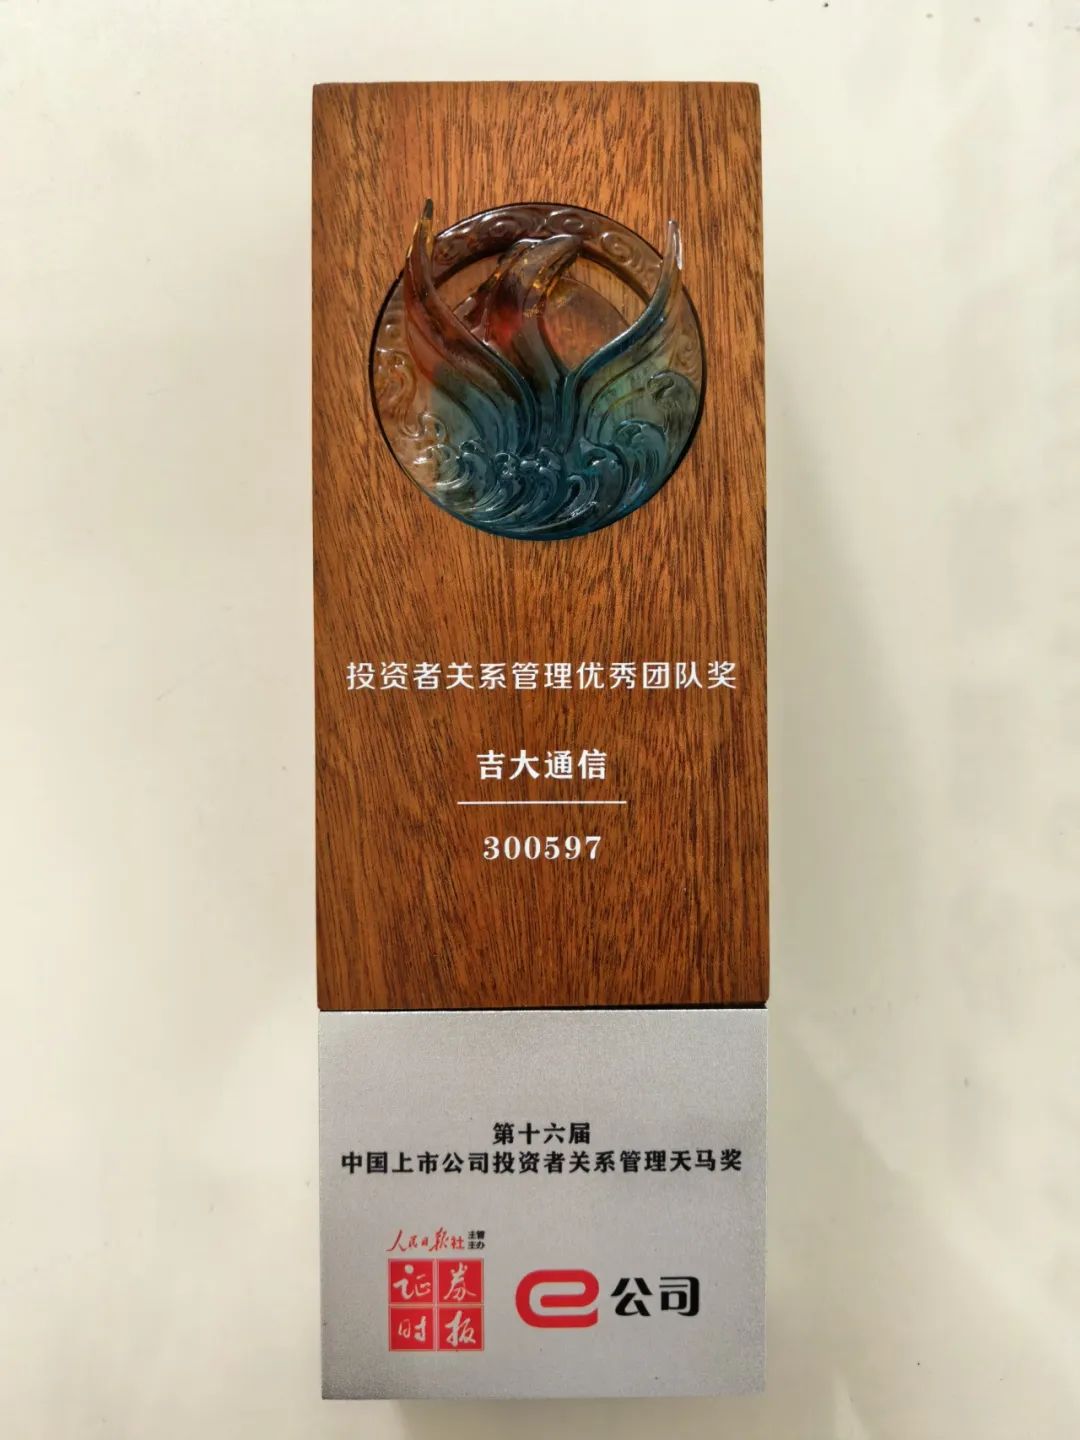 投资者关系管理优秀团队奖
吉大通信
300597
第十六届
中国上市公司投资者关系管理天马奖
人民日报社 主管
主办
证券
时报
e公司